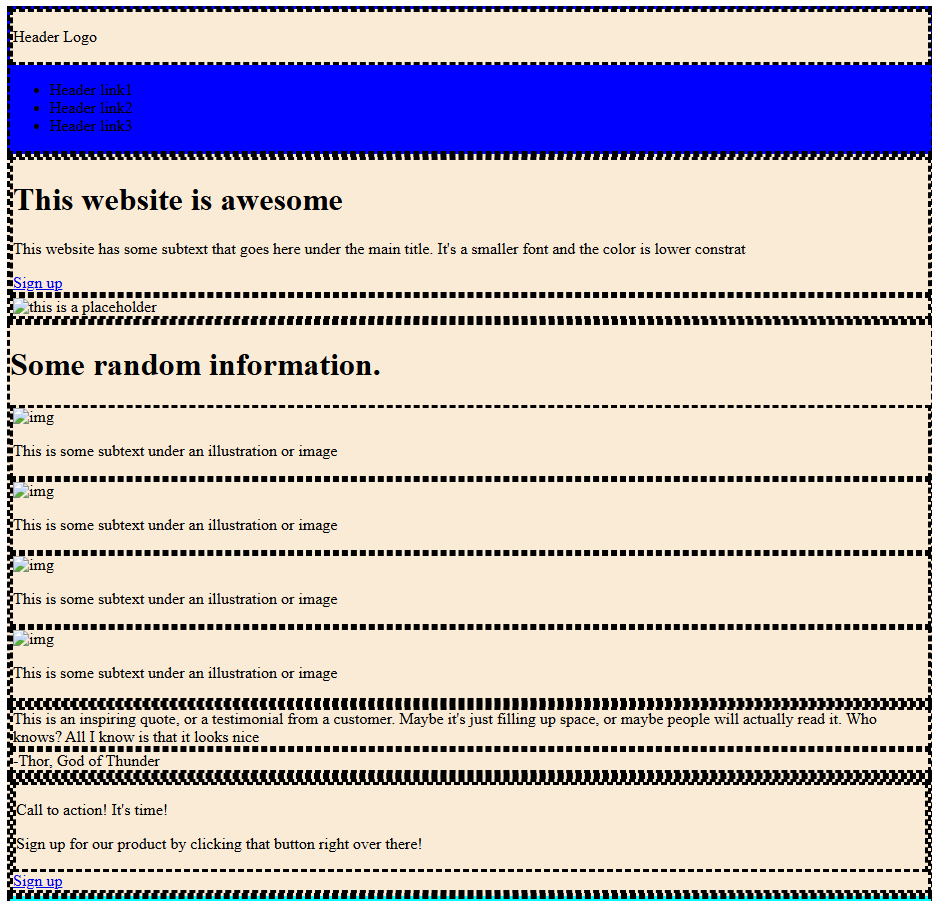 Header Logo
Header link1
Header link2
Header link3
This website is awesome
This website has some subtext that goes here under the main title. It's a smaller font and the color is lower constrat
Sign up
this is a placeholder
Some random information.
img
This is some subtext under an illustration or image
img
This is some subtext under an illustration or image
img
This is some subtext under an illustration or image
img
This is some subtext under an illustration or image
This is an inspiring quote, or a testimonial from a customer. Maybe it's just filling up space, or maybe people will actually read it. Who
knows? All I know is that it looks nice
-Thor, God of Thunder
Call to action! It's time!
Sign up for our product by clicking that button right over there!
Sign up